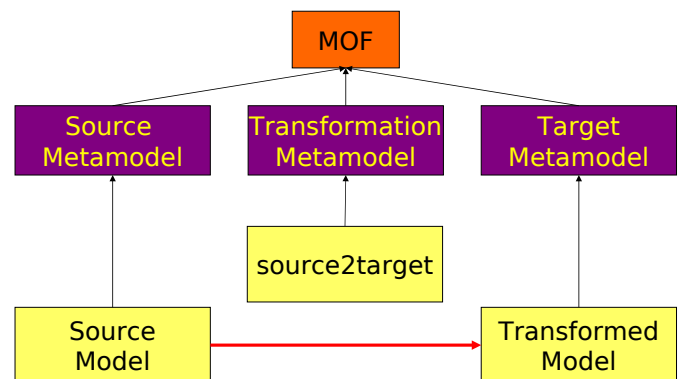 MOF
Source
Metamodel
Transformation
Metamodel
Target
Metamodel
source2target
Source
Model
Transformed
Model